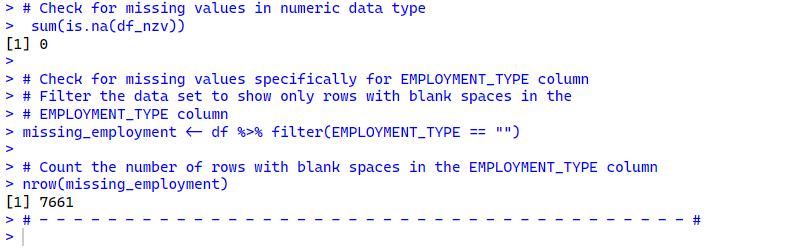 > # Check for missing values in numeric data type
>  sum(is.na(df_nzv))
[1] 0
>
> # Check for missing values specifically for EMPLOYMENT_TYPE column
> # Filter the data set to show only rows with blank spaces in the
> # EMPLOYMENT_TYPE column
> missing_employment <- df %>% filter(EMPLOYMENT_TYPE == "")
>
> # Count the number of rows with blank spaces in the EMPLOYMENT_TYPE column
> nrow(missing_employment)
[1] 7661
> # - - - - - - - - - - - - - - - - - - - - - - - - - - - - - - - - - - - - - - #
>